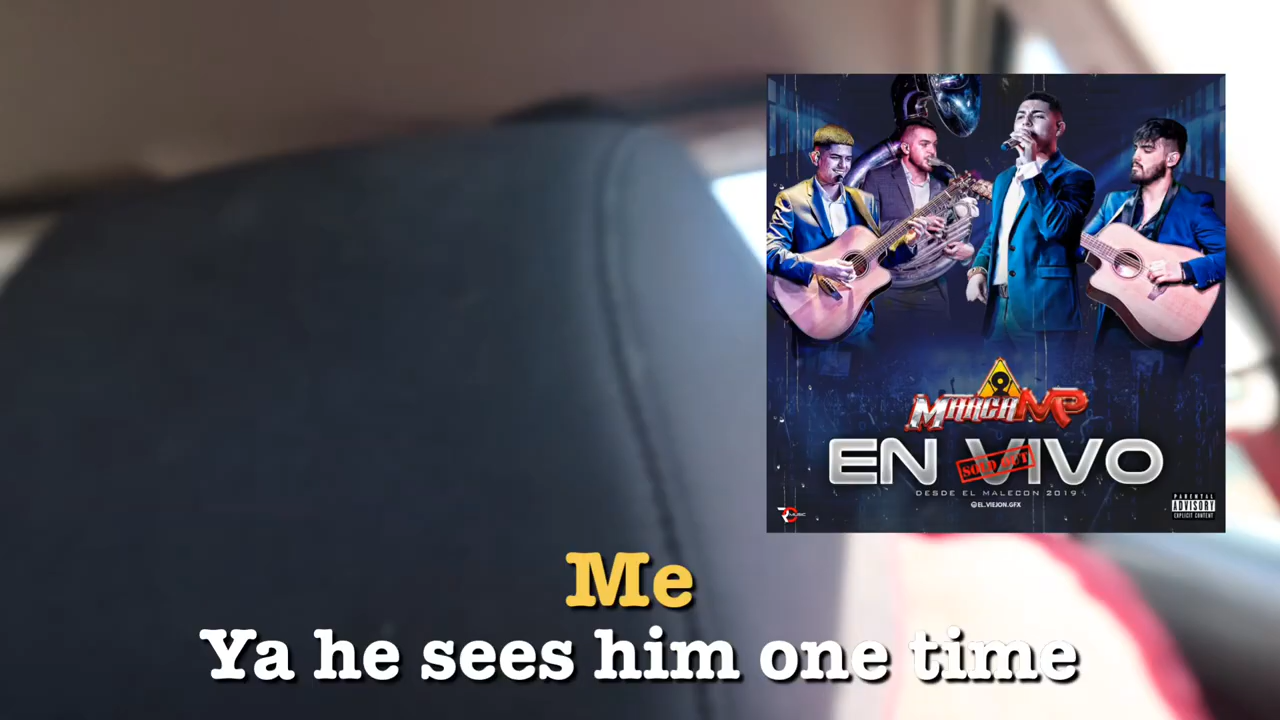 MARCA MP
EN VIVO
SOLD OUT
DESDE EL MALECON 2019
@EL_VIEJON.GFX
PARENTAL
ADVISORY
EXPLICIT CONTENT
Me
Ya he sees him one time